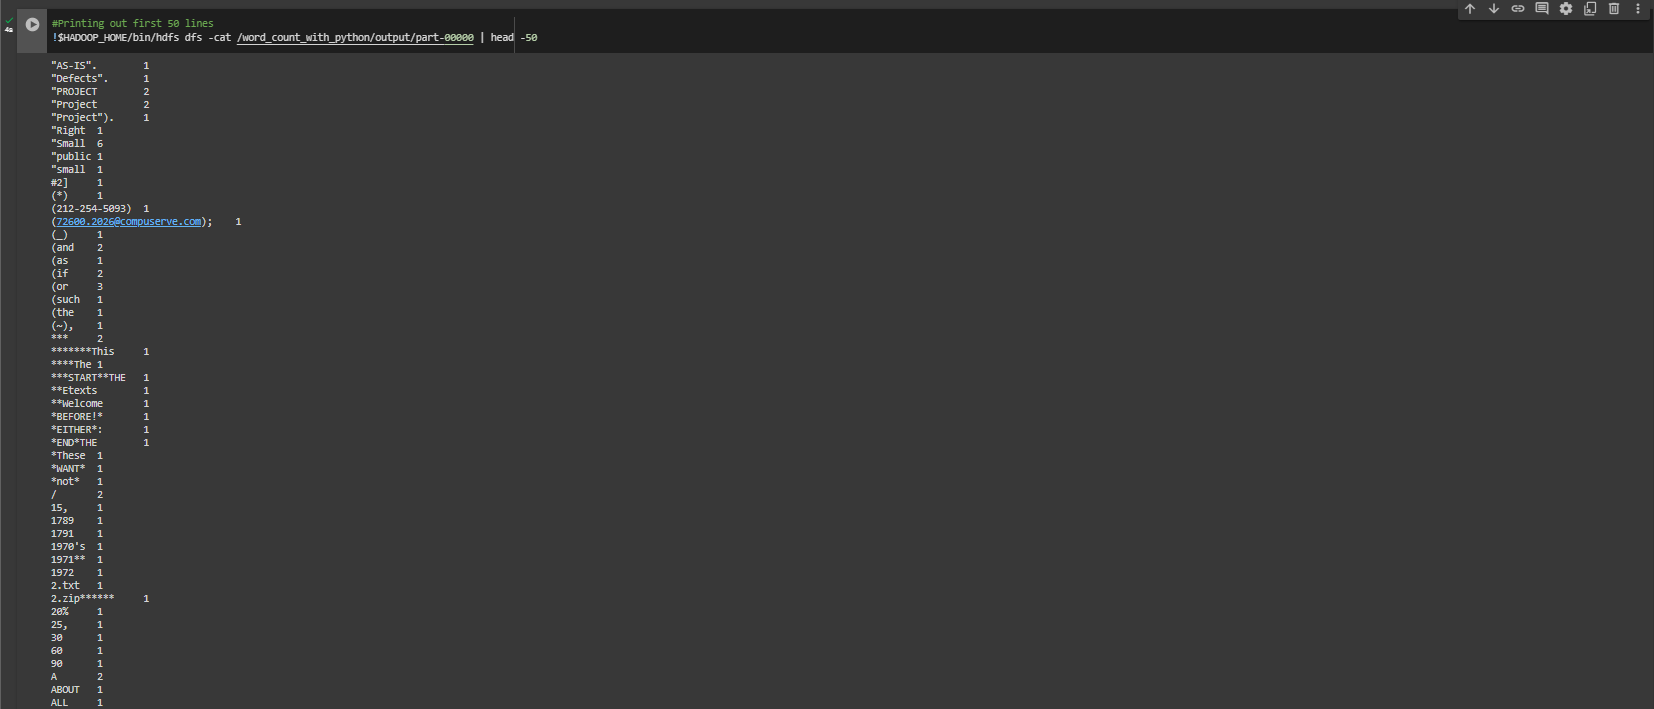 #Printing out first 50 lines
!$HADOOP_HOME/bin/hdfs dfs -cat /word_count_with_python/output/part-00000 | head -50
4s
"AS-IS". 1
"Defects". 1
"PROJECT 2
"Project 2
"Project"). 1
"Right 1
"Small 6
"public 1
"small 1
#2] 1
(*) 1
(212-254-5093) 1
(72600.2026@compuserve.com); 1
(_) 1
(and 2
(as 1
(if 2
(or 3
(such 1
(the 1
(~), 1
*** 2
*******This 1
****The 1
***START**THE 1
**Etexts 1
**Welcome 1
*BEFORE!* 1
*EITHER*: 1
*END*THE 1
*These 1
*WANT* 1
*not* 1
/ 2
15, 1
1789 1
1791 1
1970's 1
1971** 1
1972 1
2.txt 1
2.zip****** 1
20% 1
25, 1
30 1
60 1
90 1
A 2
ABOUT 1
ALL 1